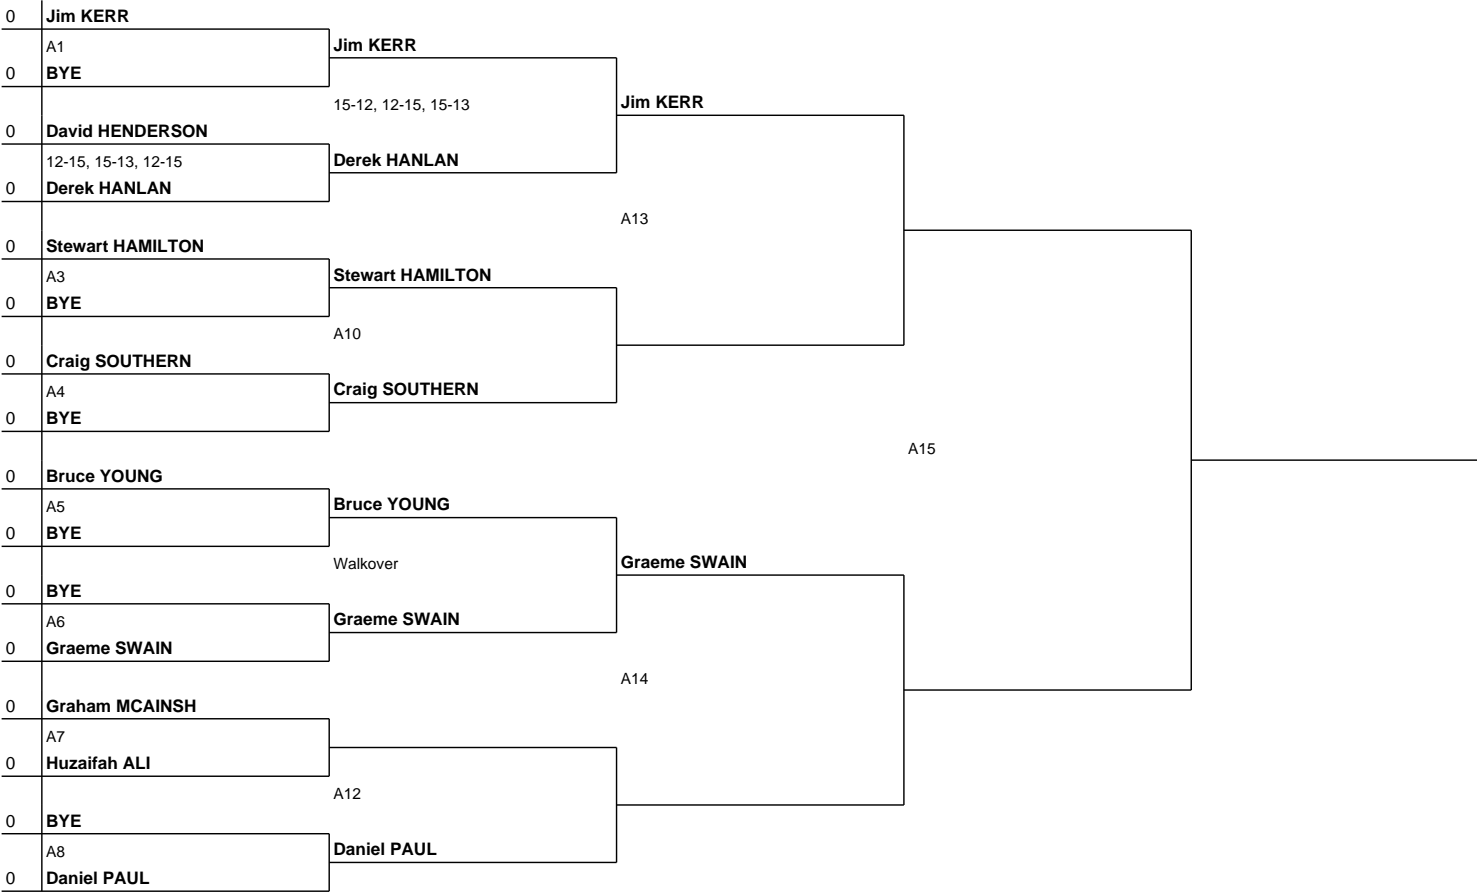 0 Jim KERR
A1
0 BYE
Jim KERR
15-12, 12-15, 15-13
0 David HENDERSON
12-15, 15-13, 12-15
0 Derek HANLAN
Derek HANLAN
Jim KERR
A13
0 Stewart HAMILTON
A3
0 BYE
Stewart HAMILTON
A10
0 Craig SOUTHERN
A4
0 BYE
Craig SOUTHERN
A15
0 Bruce YOUNG
A5
0 BYE
Bruce YOUNG
Walkover
0 BYE
A6
0 Graeme SWAIN
Graeme SWAIN
Graeme SWAIN
A14
0 Graham MCAINSH
A7
0 Huzaifah ALI
A12
0 BYE
A8
0 Daniel PAUL
Daniel PAUL